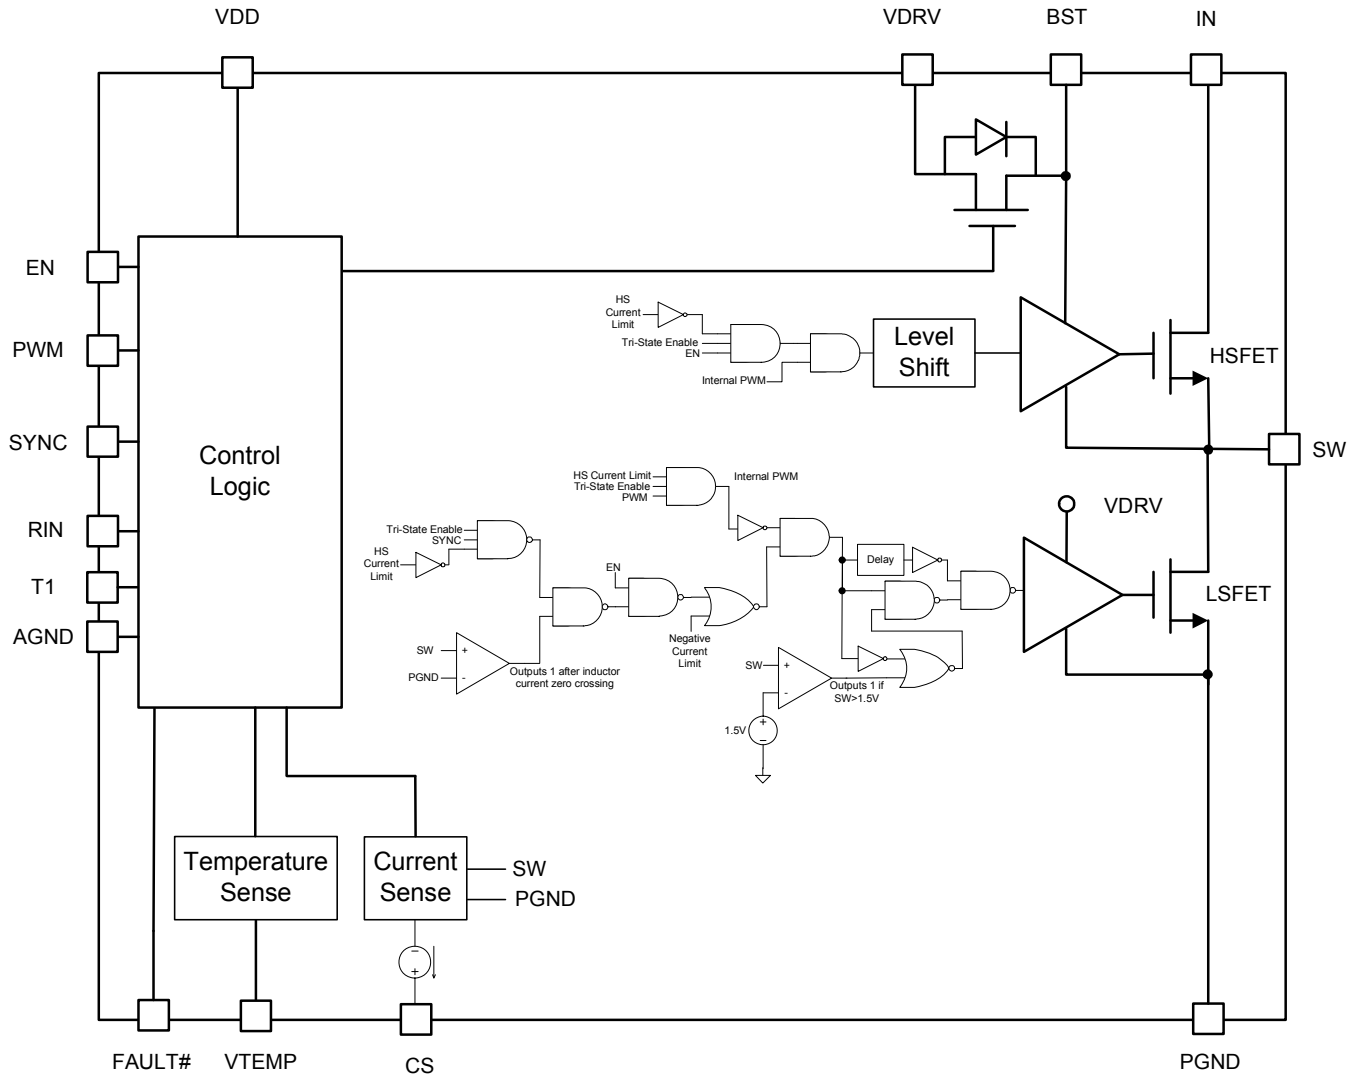 VDD
VDRV
BST
IN
EN
PWM
SYNC
RIN
T1
AGND
Control
Logic
HS
Current
Limit
Tri-State Enable
EN
Internal PWM
Level
Shift
HSFET
SW
HS Current Limit
Tri-State Enable
PWM
Internal PWM
Tri-State Enable
SYNC
HS
Current
Limit
EN
Delay
VDRV
LSFET
Negative
Current
Limit
SW
+
PGND
-
Outputs 1 after inductor
current zero crossing
SW
+
-
Outputs 1 if
SW>1.5V
1.5V
+
−
Temperature
Sense
Current
Sense
SW
PGND
−
+
FAULT#
VTEMP
CS
PGND